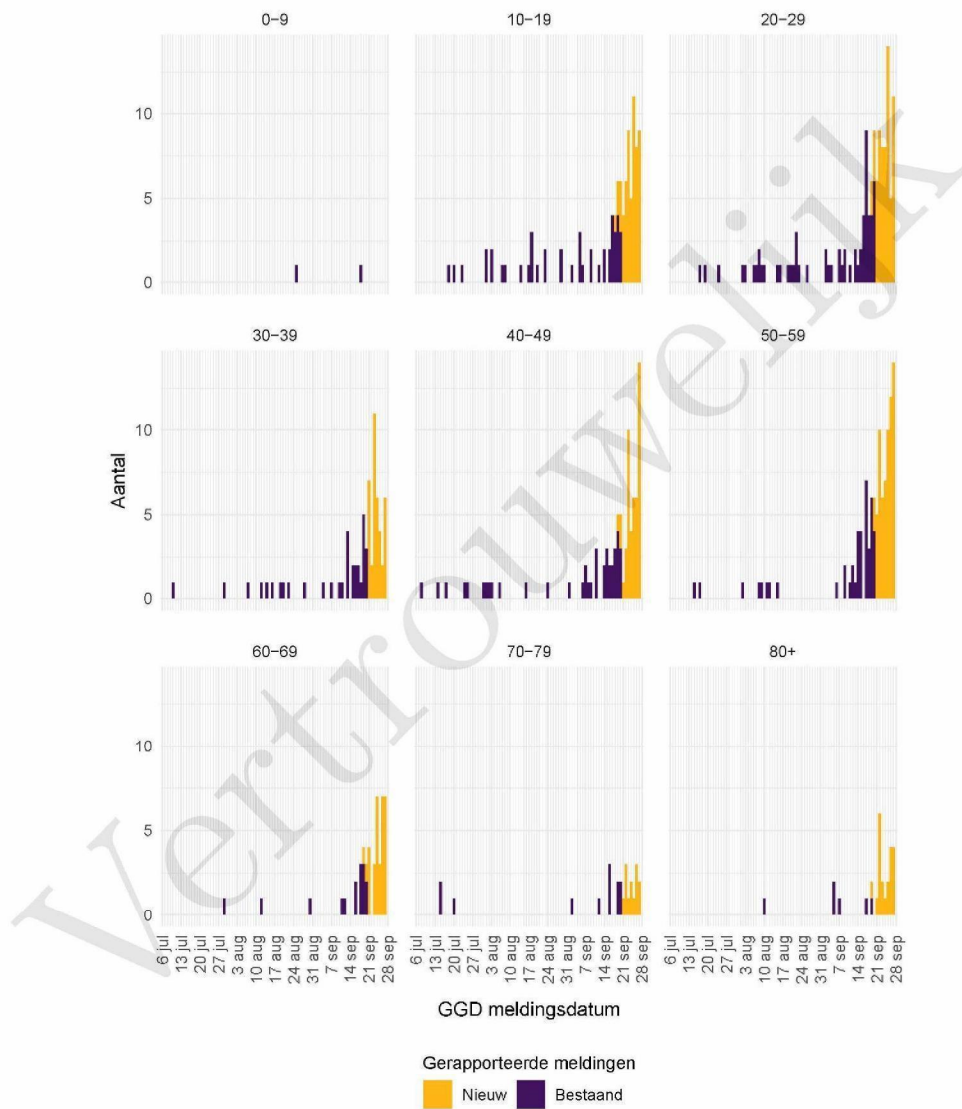 0−9 10−19 20−29
10
5
0
30−39 40−49 50−59
Aantal
10
5
0
60−69 70−79 80+
10
5
0
6 jul 13 jul 20 jul 27 jul 3 aug 10 aug 17 aug 24 aug 31 aug 7 sep 14 sep 21 sep 28 sep
6 jul 13 jul 20 jul 27 jul 3 aug 10 aug 17 aug 24 aug 31 aug 7 sep 14 sep 21 sep 28 sep
6 jul 13 jul 20 jul 27 jul 3 aug 10 aug 17 aug 24 aug 31 aug 7 sep 14 sep 21 sep 28 sep
GGD meldingsdatum
Gerapporteerde meldingen
Nieuw Bestaand
Vertrouwelijk